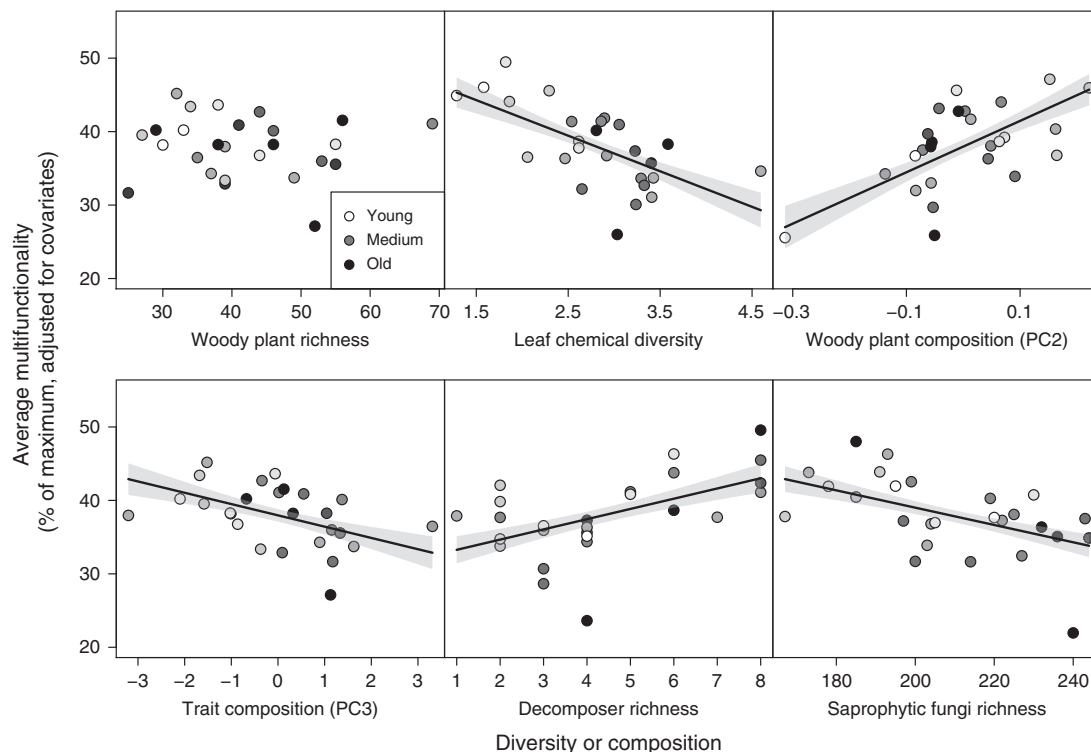 Average multifunctionality
(% of maximum, adjusted for covariates)
50
40
30
20
Young
Medium
Old
30 40 50 60 70
Woody plant richness
1.5 2.5 3.5 4.5
Leaf chemical diversity
−0.3 −0.1 0.1
Woody plant composition (PC2)
50
40
30
20
−3 −2 −1 0 1 2 3
Trait composition (PC3)
1 2 3 4 5 6 7 8
Decomposer richness
180 200 220 240
Saprophytic fungi richness
Diversity or composition